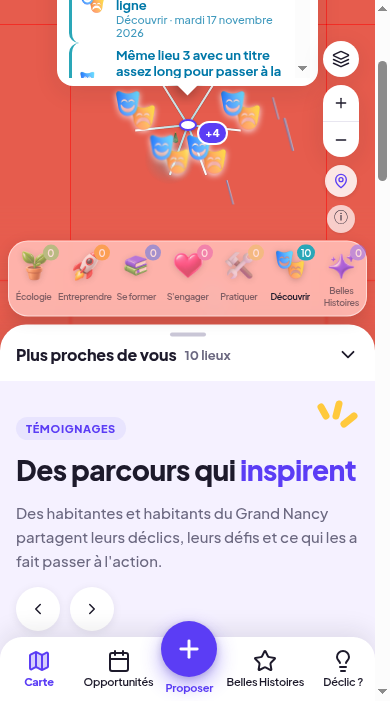 ligne
Découvrir · mardi 17 novembre
2026
Même lieu 3 avec un titre
assez long pour passer à la
+4
+
−
0 0 0 0 0 10 0
Écologie Entreprendre Se former S'engager Pratiquer Découvrir Belles
Histoires
Plus proches de vous 10 lieux
TÉMOIGNAGES
Des parcours qui inspirent
Des habitantes et habitants du Grand Nancy
partagent leurs déclics, leurs défis et ce qui les a
fait passer à l'action.
Carte Opportunités Proposer Belles Histoires Déclic ?